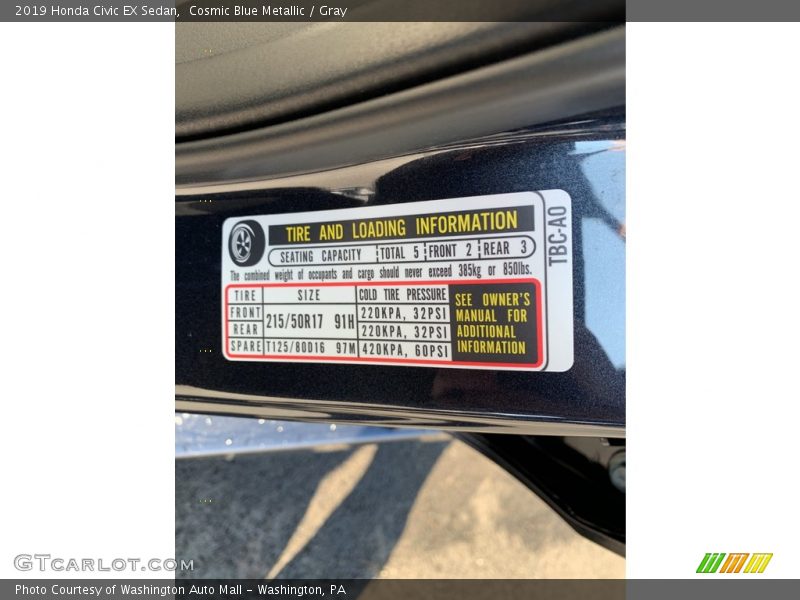 2019 Honda Civic EX Sedan,  Cosmic Blue Metallic / Gray
TIRE AND LOADING INFORMATION
SEATING CAPACITY TOTAL 5 FRONT 2 REAR 3
The combined weight of occupants and cargo should never exceed 385kg or 850lbs.
TIRE SIZE COLD TIRE PRESSURE
FRONT 215/50R17 91H 220KPA, 32PSI
REAR 220KPA, 32PSI
SPARE T125/80D16 97M 420KPA, 60PSI
SEE OWNER'S
MANUAL FOR
ADDITIONAL
INFORMATION
TBC-A0
GTcarlot.com
Photo Courtesy of Washington Auto Mall - Washington, PA